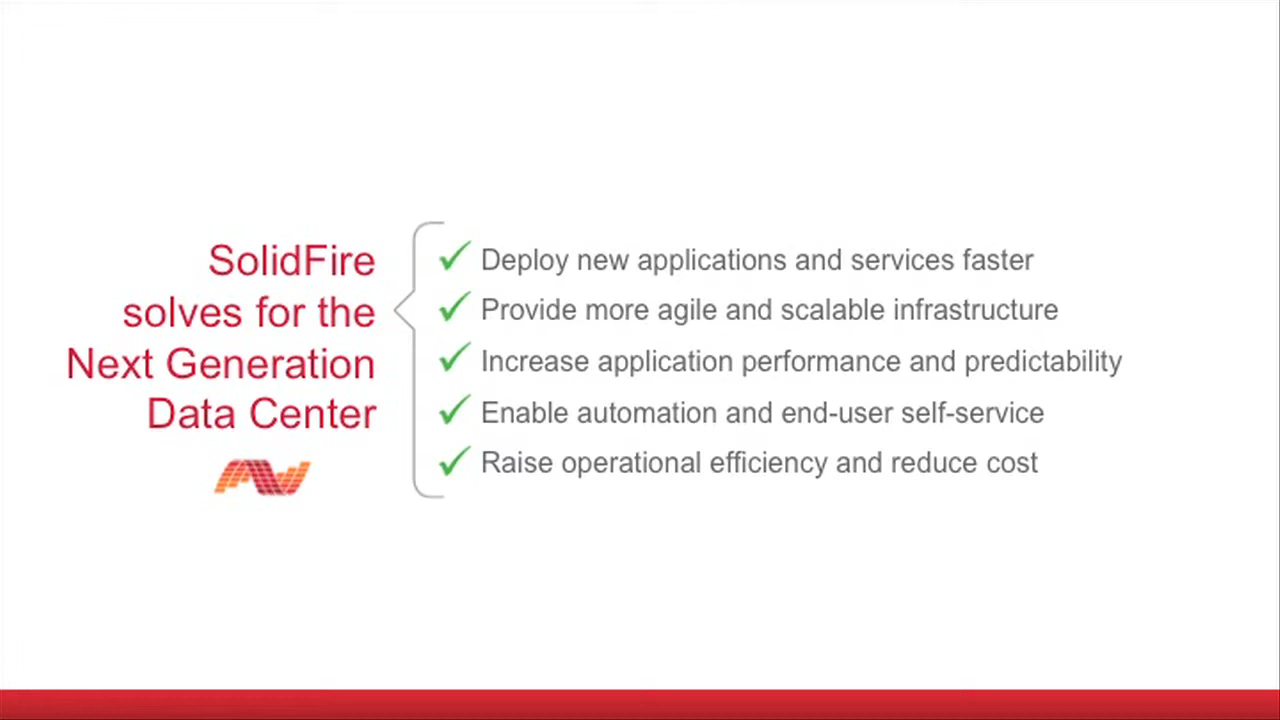 SolidFire
solves for the
Next Generation
Data Center
Deploy new applications and services faster
Provide more agile and scalable infrastructure
Increase application performance and predictability
Enable automation and end-user self-service
Raise operational efficiency and reduce cost